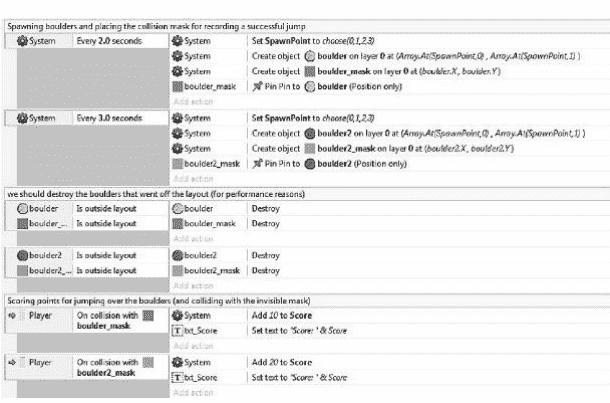 Spawning boulders and placing the collision mask for recording a successful jump
System Every 2.0 seconds System Set SpawnPoint to choose(0,1,2,3)
System Create object boulder on layer 0 at (Array.At(SpawnPoint,0) , Array.At(SpawnPoint,1) )
System Create object boulder_mask on layer 0 at (boulder.X , boulder.Y )
boulder_mask Pin Pin to boulder (Position only)
Add action
System Every 3.0 seconds System Set SpawnPoint to choose(0,1,2,3)
System Create object boulder2 on layer 0 at (Array.At(SpawnPoint,0) , Array.At(SpawnPoint,1) )
System Create object boulder2_mask on layer 0 at (boulder2.X , boulder2.Y )
boulder2_mask Pin Pin to boulder2 (Position only)
Add action
we should destroy the boulders that went off the layout (for performance reasons)
boulder Is outside layout boulder Destroy
boulder_... Is outside layout boulder_mask Destroy
Add action
boulder2 Is outside layout boulder2 Destroy
boulder2_... Is outside layout boulder2_mask Destroy
Add action
Scoring points for jumping over the boulders (and colliding with the invisible mask)
Player On collision with System Add 10 to Score
boulder_mask T txt_Score Set text to "Score: " & Score
Add action
Player On collision with System Add 20 to Score
boulder2_mask T txt_Score Set text to "Score: " & Score
Add action